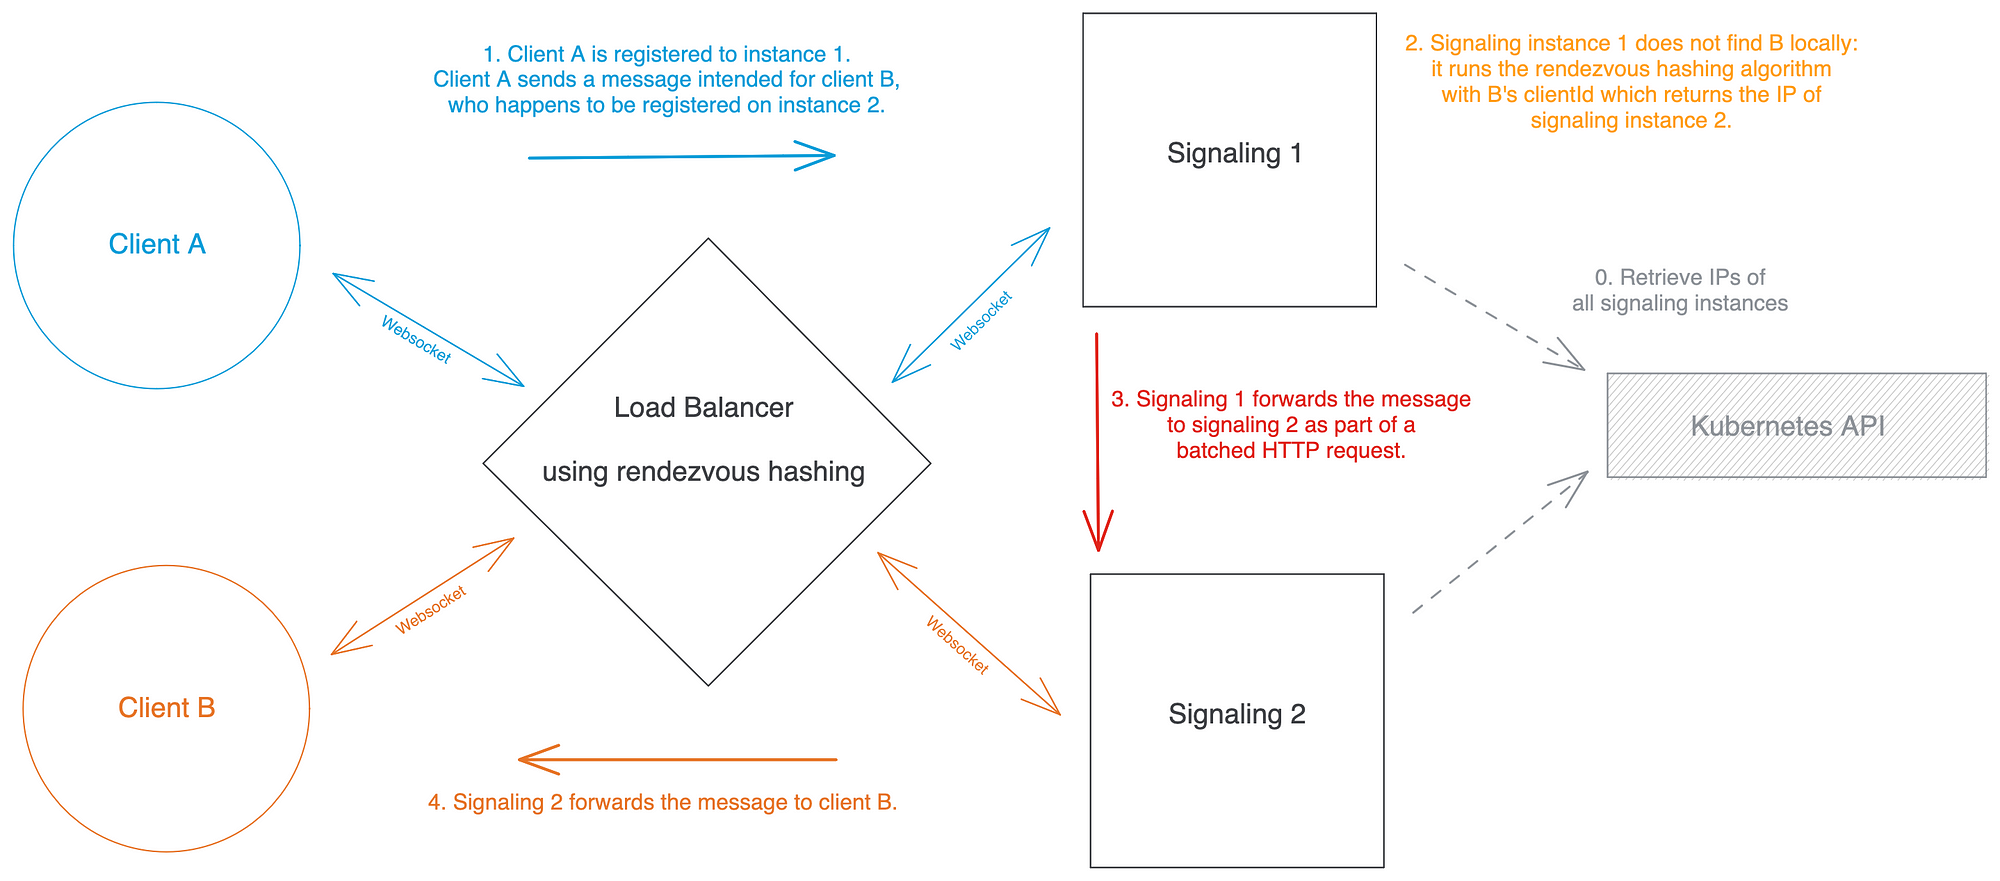 1. Client A is registered to instance 1.
Client A sends a message intended for client B,
who happens to be registered on instance 2.
2. Signaling instance 1 does not find B locally:
it runs the rendezvous hashing algorithm
with B's clientId which returns the IP of
signaling instance 2.
Signaling 1
Client A
0. Retrieve IPs of
all signaling instances
Websocket
Websocket
Load Balancer
using rendezvous hashing
3. Signaling 1 forwards the message
to signaling 2 as part of a
batched HTTP request.
Kubernetes API
Websocket
Websocket
Client B
Signaling 2
4. Signaling 2 forwards the message to client B.